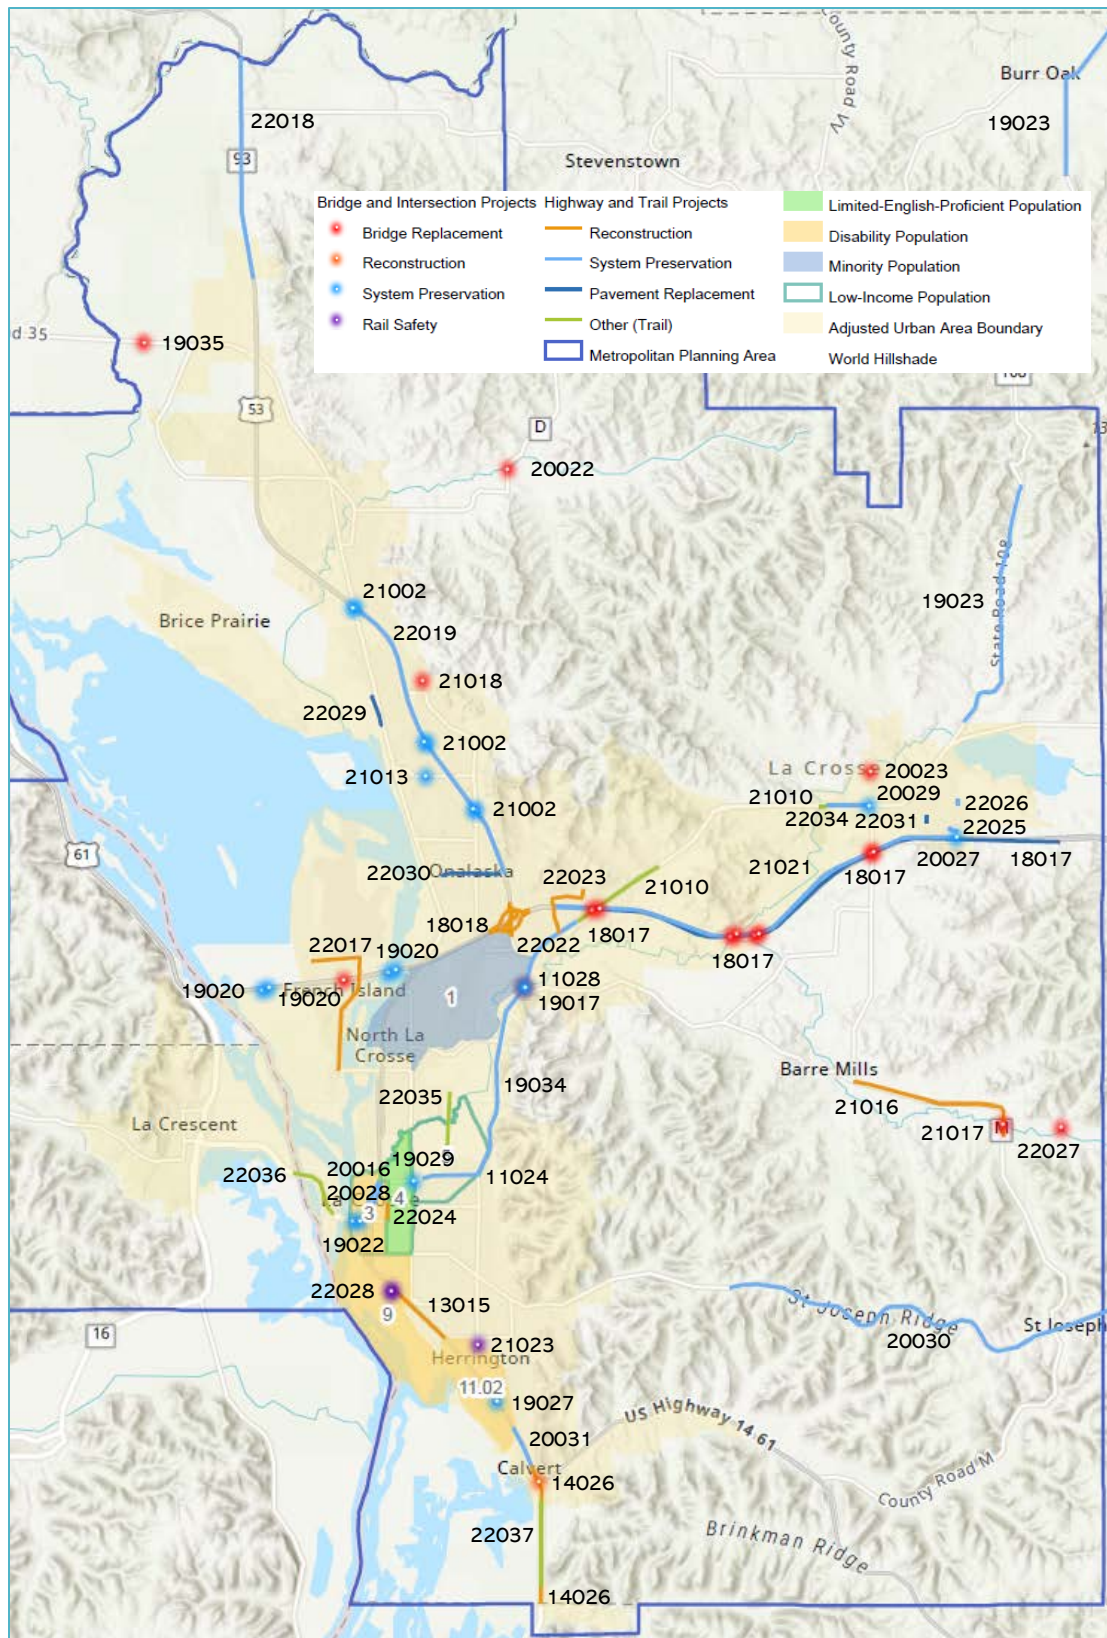 County Road VV
Burr Oak
19023
22018
93
Stevenstown
Bridge and Intersection Projects
Bridge Replacement
Reconstruction
System Preservation
Rail Safety
Highway and Trail Projects
Reconstruction
System Preservation
Pavement Replacement
Other (Trail)
Metropolitan Planning Area
Limited-English-Proficient Population
Disability Population
Minority Population
Low-Income Population
Adjusted Urban Area Boundary
World Hillshade
d 35
19035
108
53
D
13
20022
21002
22019
Brice Prairie
19023
State Road 108
21018
22029
21002
21013
La Crosse
20023
21010
20029
22026
21002
22034
22031
22025
61
20027
18017
22030
Onalaska
22023
21010
21021
18017
18018
22022
18017
18017
22017
19020
19020
19020
French Island
1
11028
19017
North La
Crosse
19034
Barre Mills
22035
21016
La Crescent
21017
M
22027
5
22036
20016
19029
11024
20028
La Crosse
4
3
22024
19022
22028
13015
9
St Joseph Ridge
St Joseph
20030
16
21023
Herrington
11.02
19027
US Highway 14 61
20031
Calvert
14026
County Road M
22037
Brinkman Ridge
14026